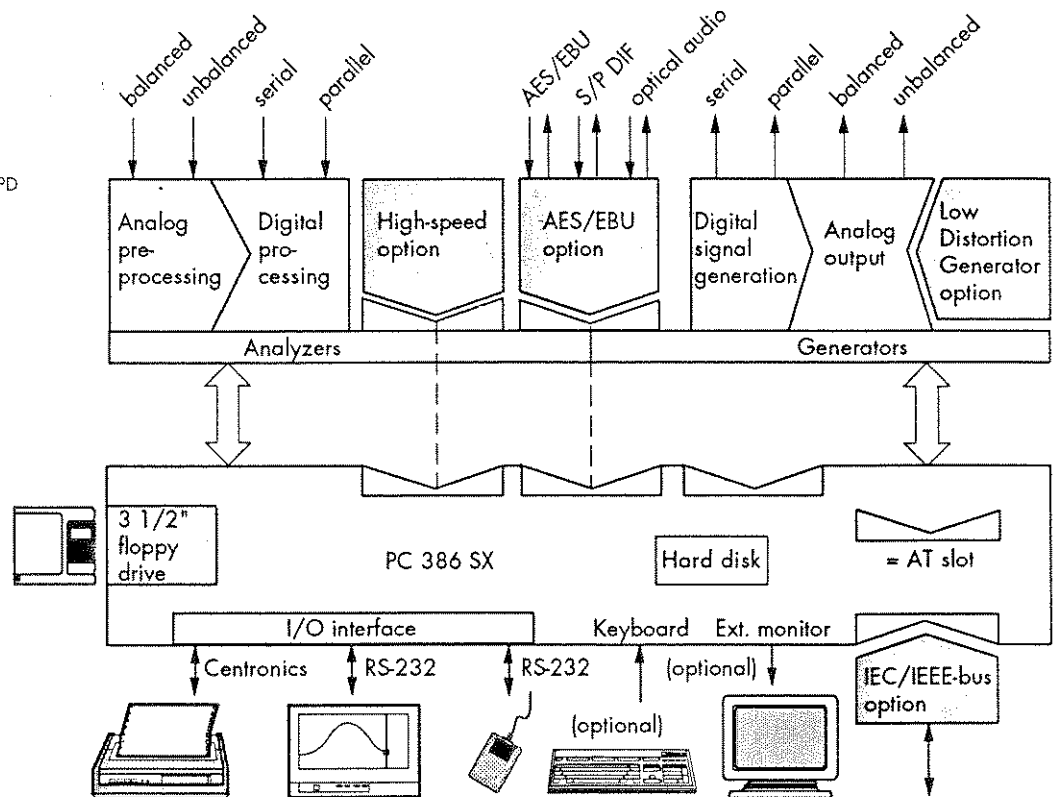 balanced
unbalanced
serial
parallel
AES/EBU
S/P DIF
optical audio
serial
parallel
balanced
unbalanced
PD
Analog
pre-
processing
Digital
pro-
cessing
High-speed
option
AES/EBU
option
Digital
signal
generation
Analog
output
Low
Distortion
Generator
option
Analyzers
Generators
3 1/2"
floppy
drive
PC 386 SX
Hard disk
= AT slot
I/O interface
Keyboard
Ext. monitor
Centronics
RS-232
RS-232
(optional)
(optional)
IEC/IEEE-bus
option